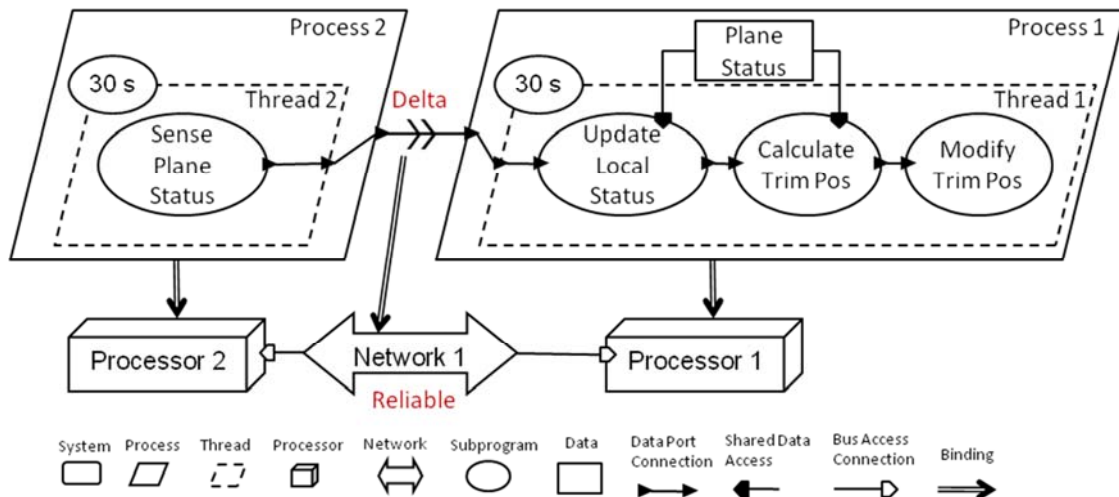 Process 2
Process 1
Plane
Status
30 s
30 s
Thread 2
Delta
Thread 1
Sense
Plane
Status
Update
Local
Status
Calculate
Trim Pos
Modify
Trim Pos
Processor 2
Network 1
Processor 1
Reliable
System
Process
Thread
Processor
Network
Subprogram
Data
Data Port
Connection
Shared Data
Access
Bus Access
Connection
Binding